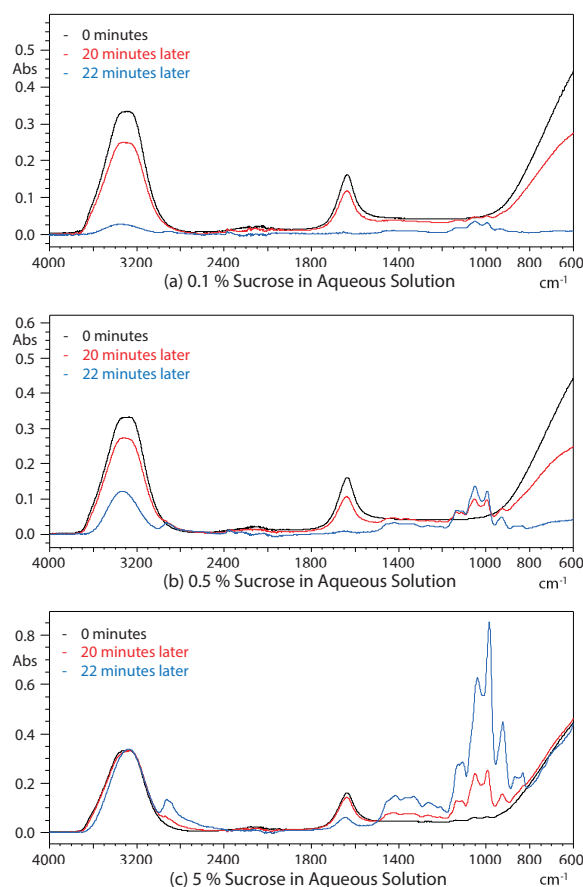 - 0 minutes
0.5
- 20 minutes later
Abs
- 22 minutes later
0.4
0.3
0.2
0.1
0.0
4000 3200 2400 1800 1400 1000 600
(a) 0.1 % Sucrose in Aqueous Solution cm-1
0.6
Abs
- 0 minutes
0.5
- 20 minutes later
- 22 minutes later
0.4
0.3
0.2
0.1
0.0
4000 3200 2400 1800 1400 1000 600
(b) 0.5 % Sucrose in Aqueous Solution cm-1
0.8
- 0 minutes
Abs
- 20 minutes later
- 22 minutes later
0.6
0.4
0.2
0.0
4000 3200 2400 1800 1400 1000 600
(c) 5 % Sucrose in Aqueous Solution cm-1